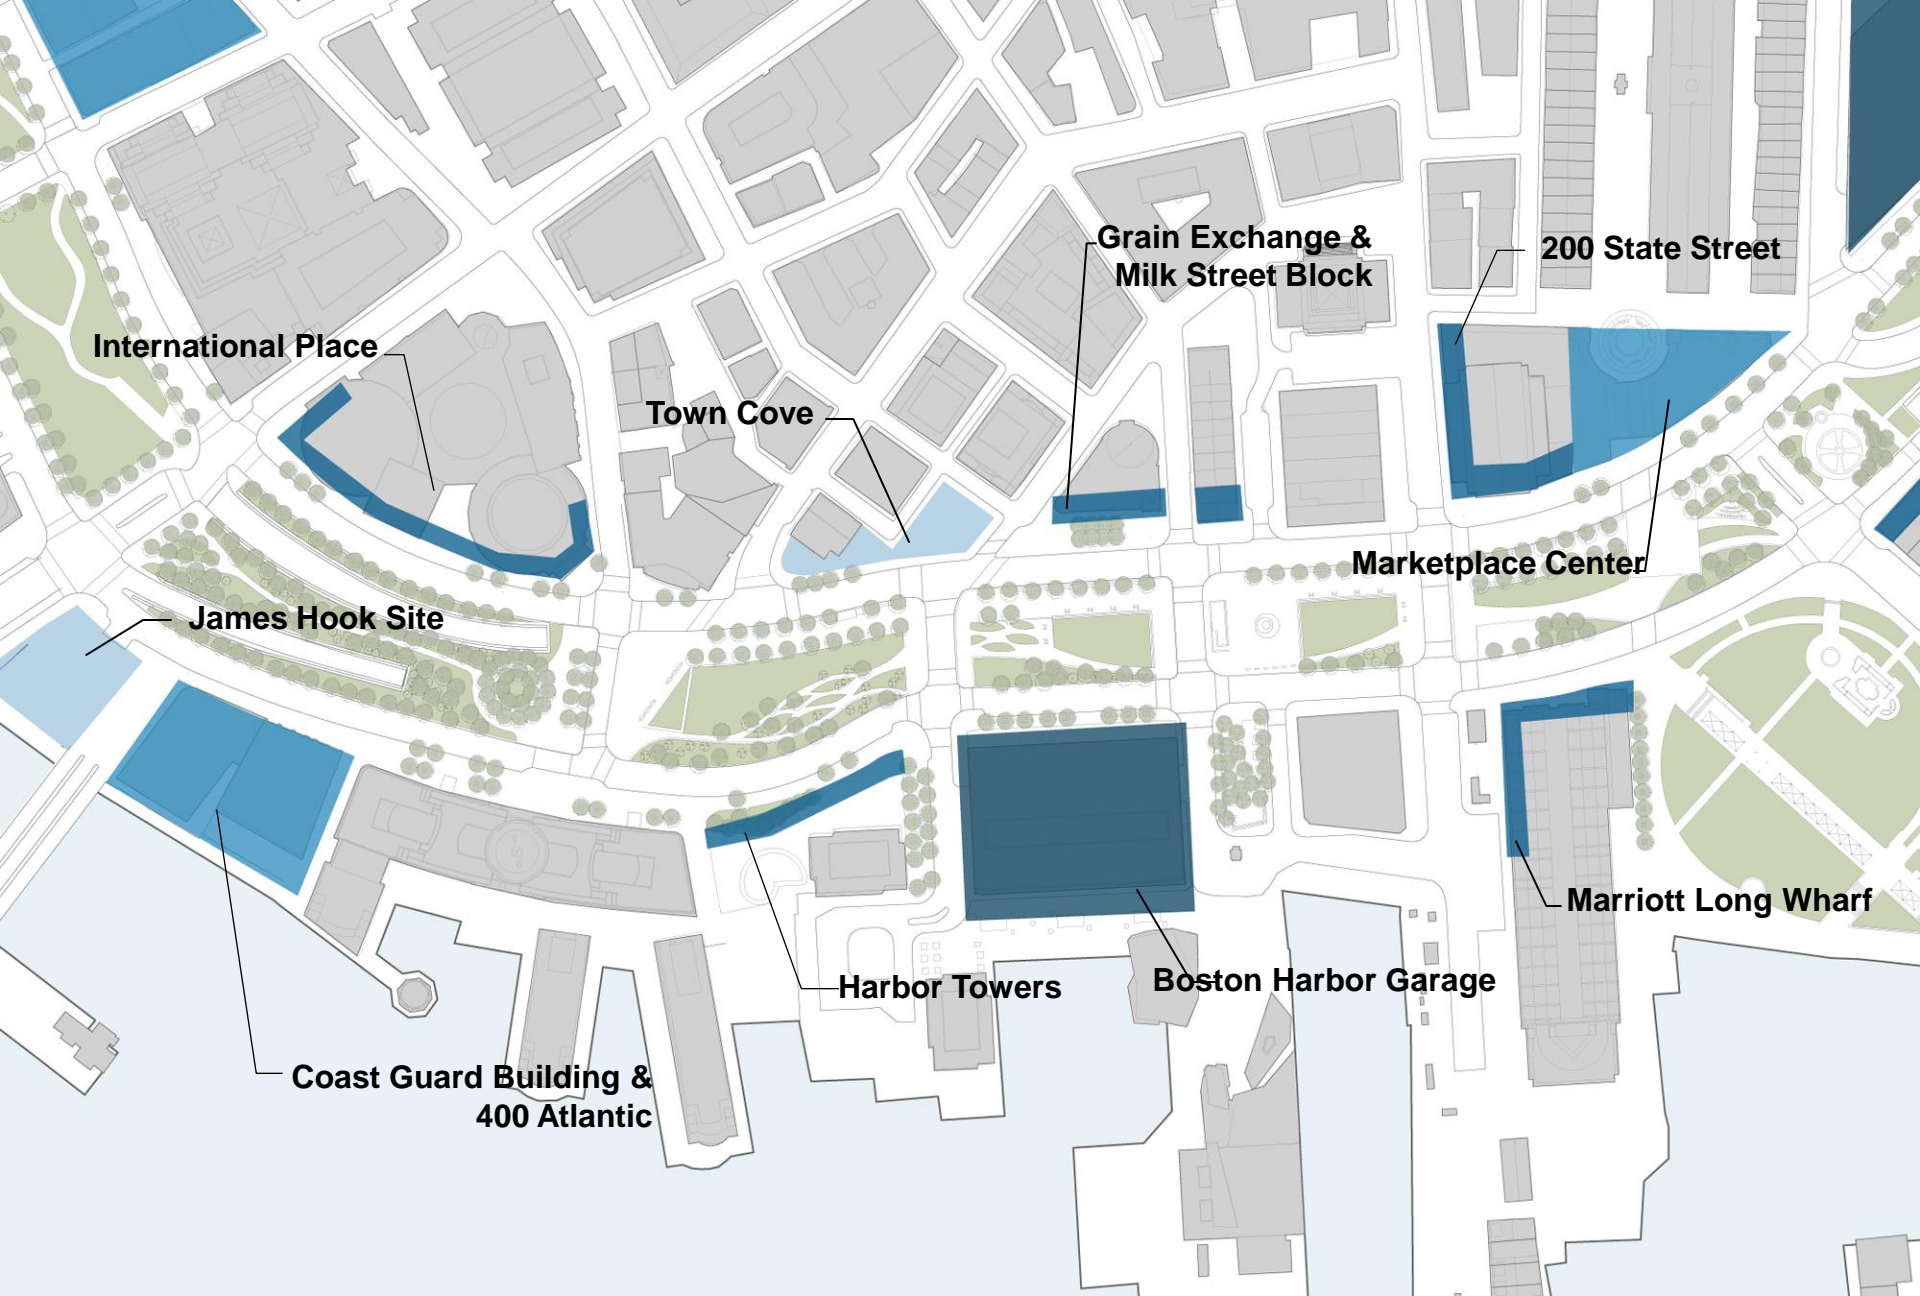 Grain Exchange &
Milk Street Block
200 State Street
International Place
Town Cove
Marketplace Center
James Hook Site
Marriott Long Wharf
Harbor Towers
Boston Harbor Garage
Coast Guard Building &
400 Atlantic